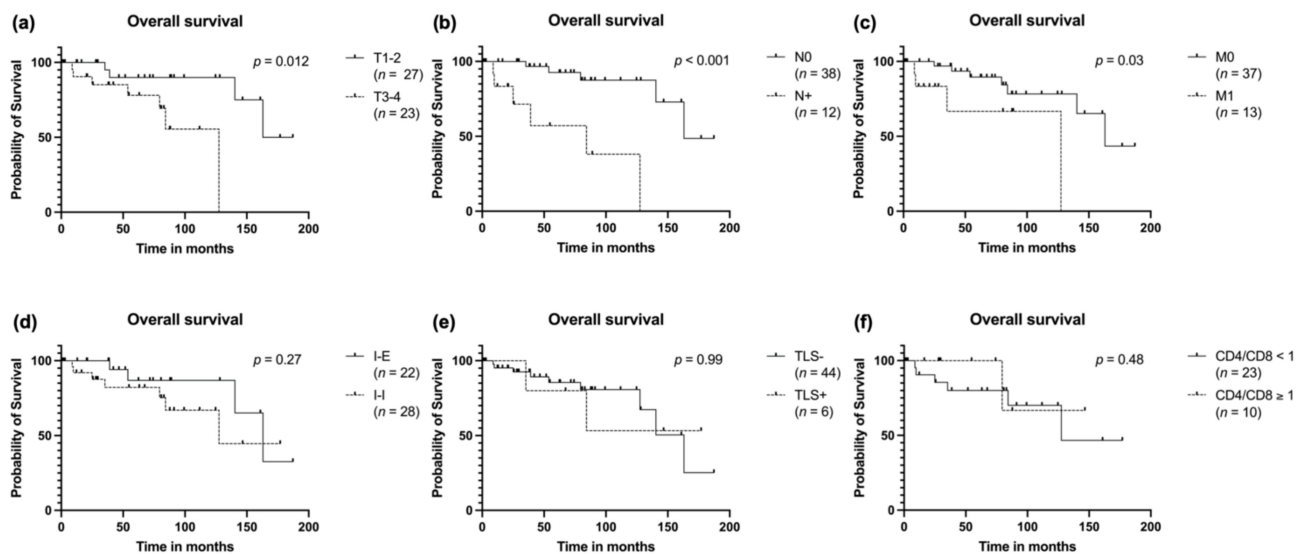 (a)
Overall survival
Probability of Survival
100
50
0
0 50 100 150 200
Time in months
p = 0.012
T1-2
(n = 27)
T3-4
(n = 23)
(b)
Overall survival
Probability of Survival
100
50
0
0 50 100 150 200
Time in months
p < 0.001
N0
(n = 38)
N+
(n = 12)
(c)
Overall survival
Probability of Survival
100
50
0
0 50 100 150 200
Time in months
p = 0.03
M0
(n = 37)
M1
(n = 13)
(d)
Overall survival
Probability of Survival
100
50
0
0 50 100 150 200
Time in months
p = 0.27
I-E
(n = 22)
I-I
(n = 28)
(e)
Overall survival
Probability of Survival
100
50
0
0 50 100 150 200
Time in months
p = 0.99
TLS-
(n = 44)
TLS+
(n = 6)
(f)
Overall survival
Probability of Survival
100
50
0
0 50 100 150 200
Time in months
p = 0.48
CD4/CD8 < 1
(n = 23)
CD4/CD8 ≥ 1
(n = 10)